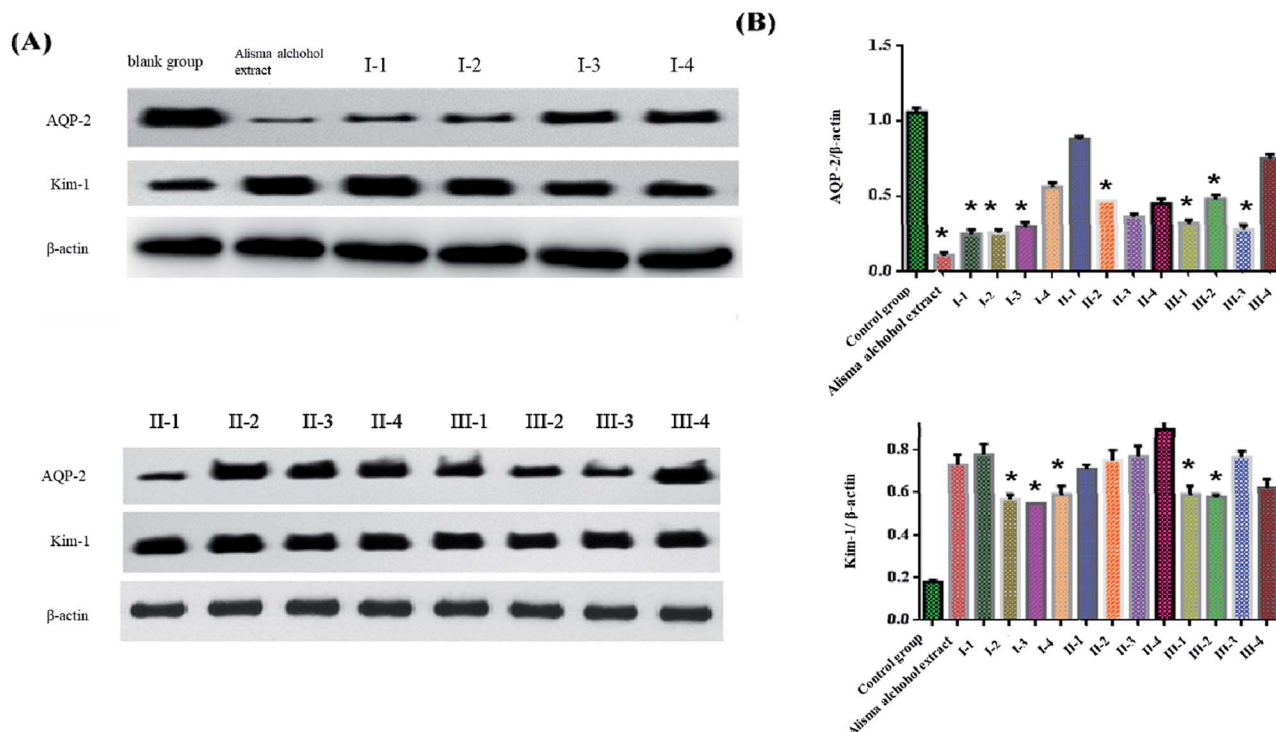 (A)
blank group
Alisma alchohol
extract
I-1 I-2 I-3 I-4
AQP-2
Kim-1
β-actin
II-1 II-2 II-3 II-4 III-1 III-2 III-3 III-4
AQP-2
Kim-1
β-actin
(B)
AQP-2/β-actin
1.5
1.0
0.5
0.0
* * * * * * *  *
Control group
Alisma alchohol extract
I-1
I-2
I-3
I-4
II-1
II-2
II-3
II-4
III-1
III-2
III-3
III-4
Kim-1/ β-actin
0.8
0.6
0.4
0.2
0.0
* * * * *
Control group
Alisma alchohol extract
I-1
I-2
I-3
I-4
II-1
II-2
II-3
II-4
III-1
III-2
III-3
III-4